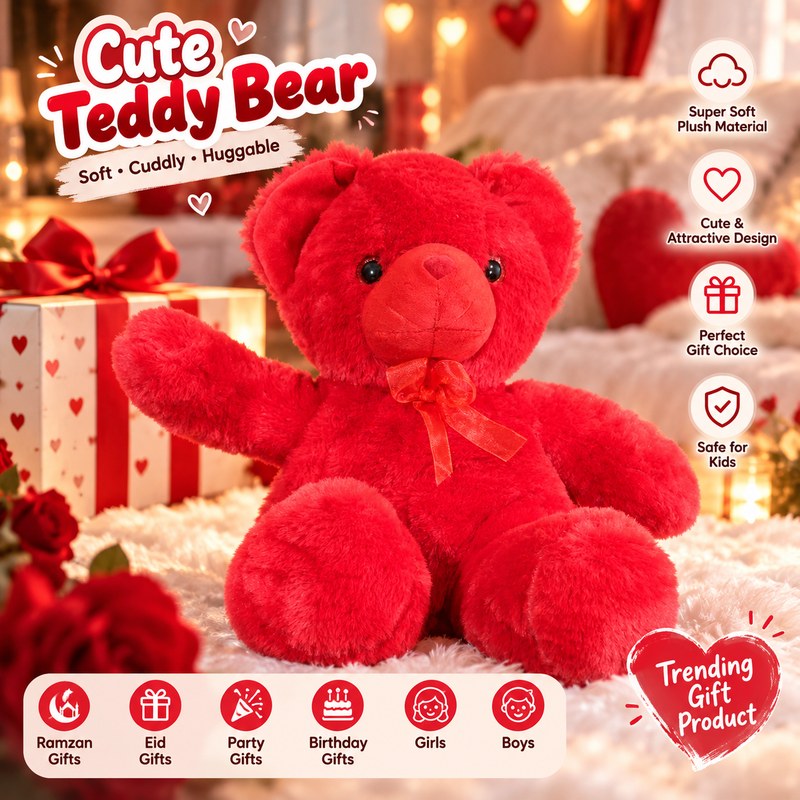 Cute
Teddy Bear
Soft • Cuddly • Huggable
Super Soft
Plush Material
Cute &
Attractive Design
Perfect
Gift Choice
Safe for
Kids
Ramzan
Gifts
Eid
Gifts
Party
Gifts
Birthday
Gifts
Girls
Boys
Trending
Gift
Product